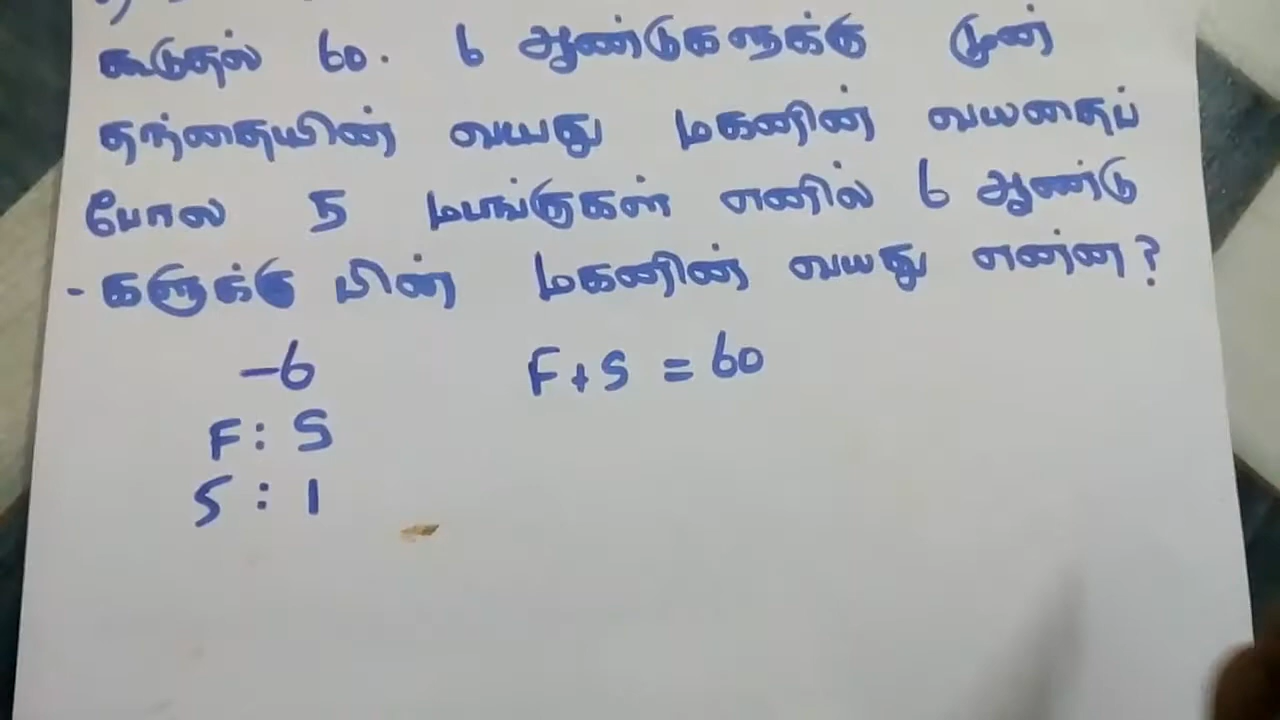 கூடுதல் 60. 6 ஆண்டுகளுக்கு முன்
தந்தையின் வயது மகனின் வயதைப்
போல 5 மடங்குகள் எனில் 6 ஆண்டு
- களுக்கு பின் மகனின் வயது என்ன?
-6 F+S = 60
F : S
5 : 1